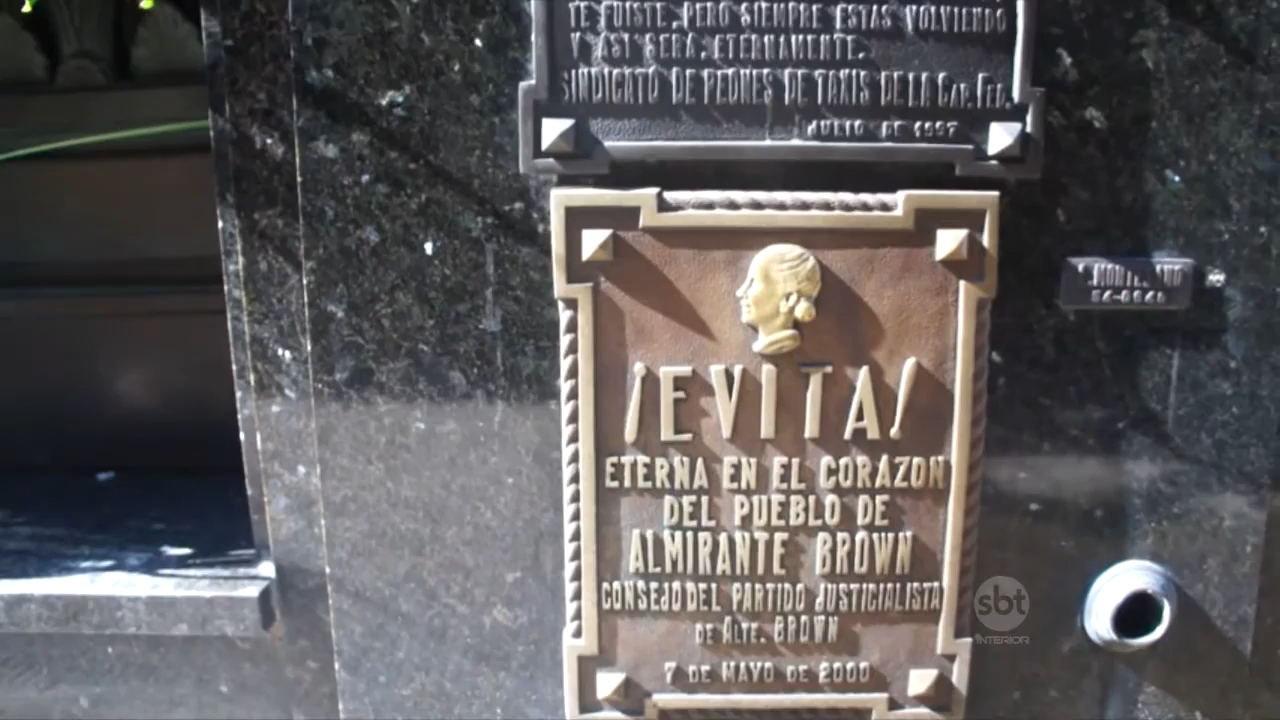 TE FUISTE, PERO SIEMPRE ESTAS VOLVIENDO
Y ASI SERA, ETERNAMENTE.
SINDICATO DE PEONES DE TAXIS DE LA CAP. FED.
JULIO DE 1997
¡EVITA!
ETERNA EN EL CORAZON
DEL PUEBLO DE
ALMIRANTE BROWN
CONSEJO DEL PARTIDO JUSTICIALISTA
DE ALTE. BROWN
7 DE MAYO DE 2000
sbt
INTERIOR